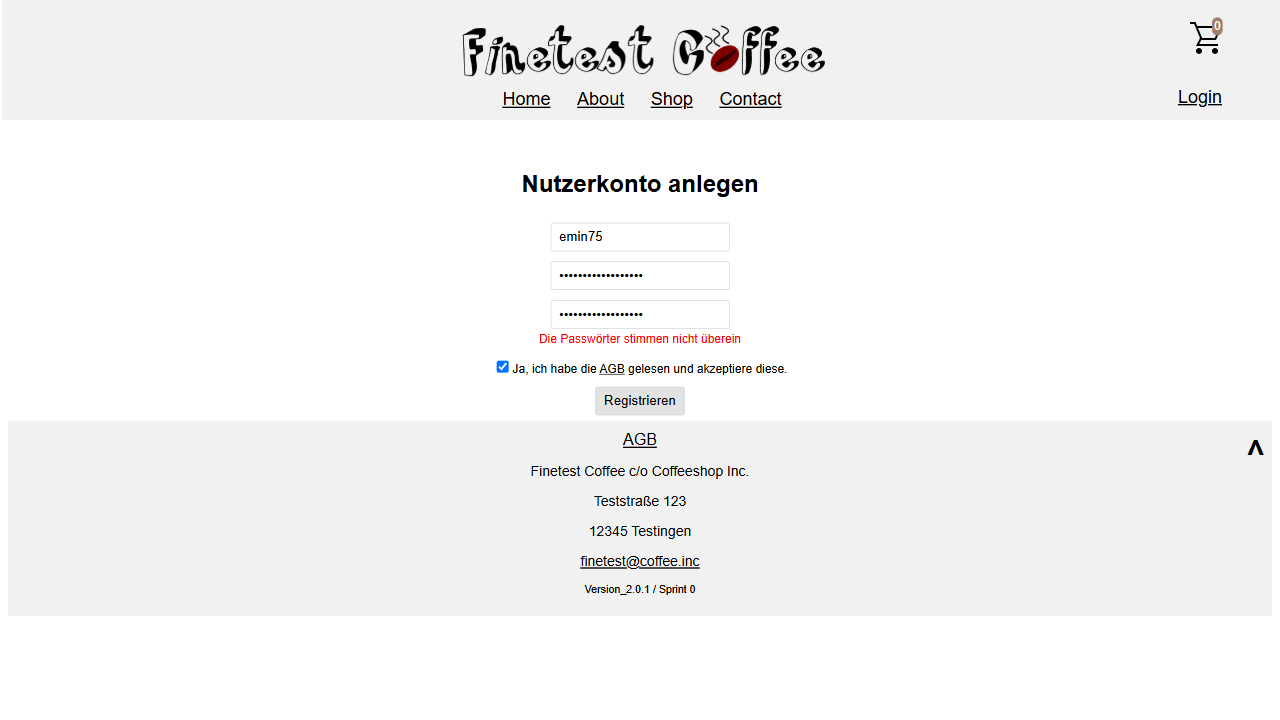 Finetest Coffee
0
Home About Shop Contact
Login
Nutzerkonto anlegen
emin75
••••••••••••••••••
••••••••••••••••••
Die Passwörter stimmen nicht überein
Ja, ich habe die AGB gelesen und akzeptiere diese.
Registrieren
AGB
^
Finetest Coffee c/o Coffeeshop Inc.
Teststraße 123
12345 Testingen
finetest@coffee.inc
Version_2.0.1 / Sprint 0